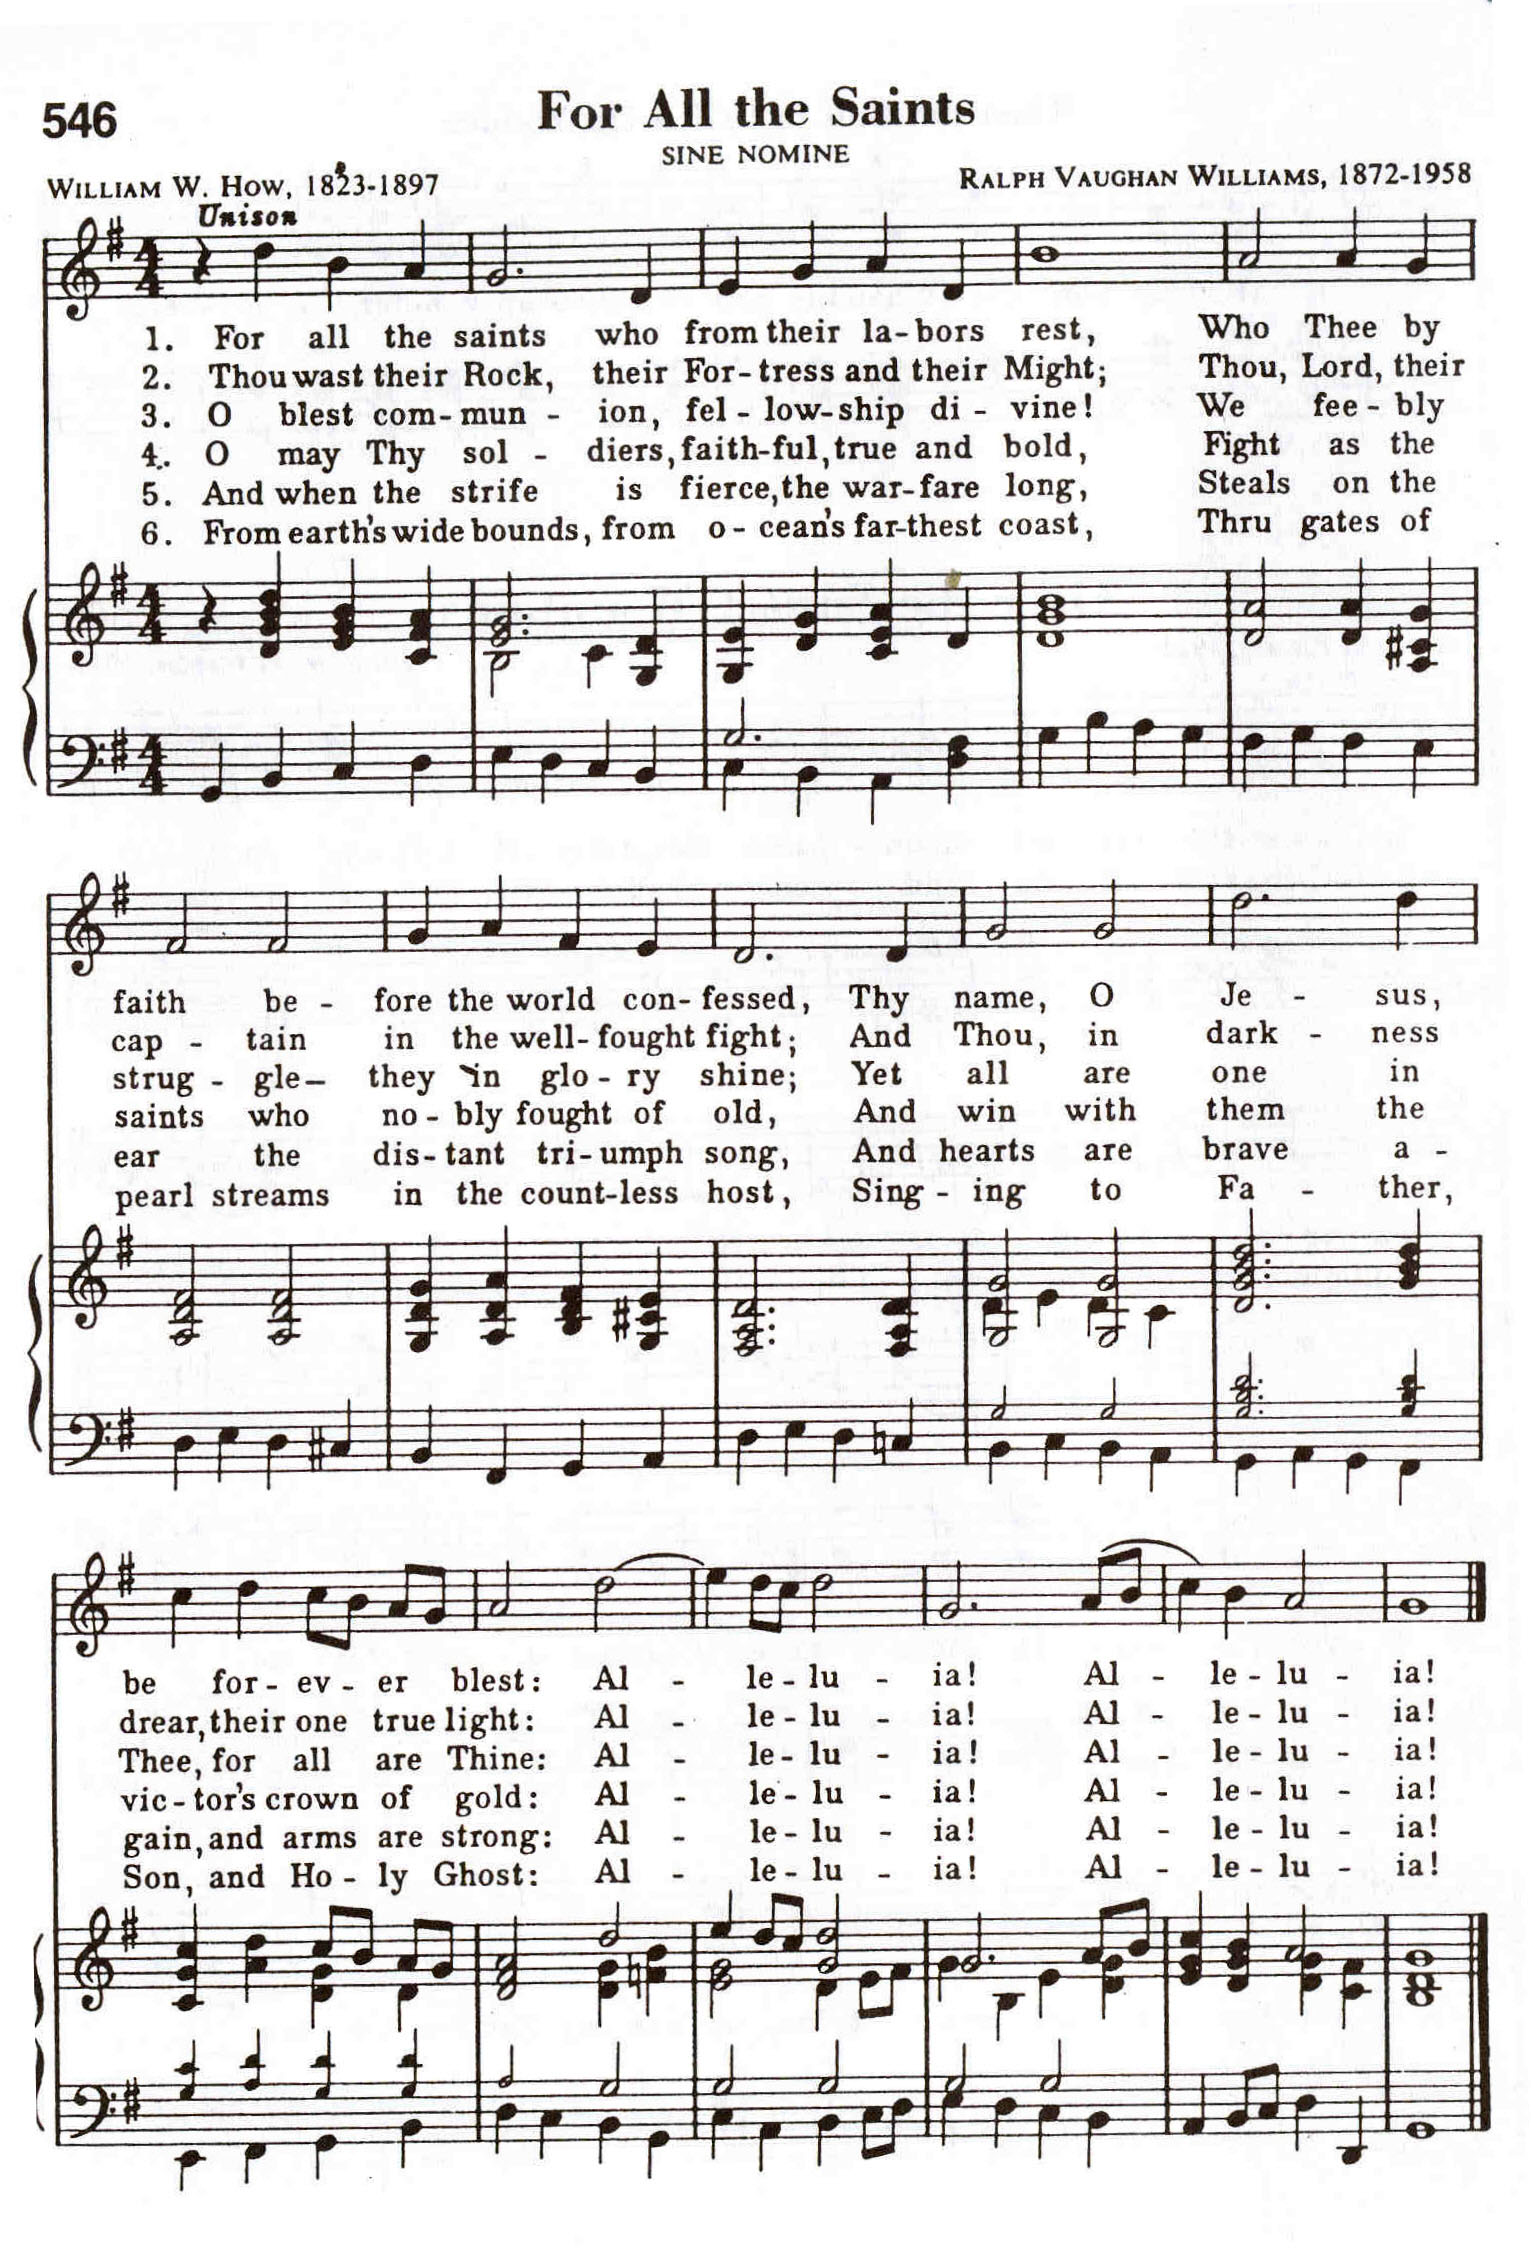 546
For All the Saints
SINE NOMINE
WILLIAM W. HOW, 1823-1897
RALPH VAUGHAN WILLIAMS, 1872-1958
Unison
1. For all the saints who from their la-bors rest, Who Thee by
2. Thou wast their Rock, their For-tress and their Might; Thou, Lord, their
3. O blest com-mun - ion, fel-low-ship di - vine! We fee-bly
4. O may Thy sol - diers, faith-ful, true and bold, Fight as the
5. And when the strife is fierce, the war-fare long, Steals on the
6. From earth's wide bounds, from o-cean's far-thest coast, Thru gates of
faith be - fore the world con-fessed, Thy name, O Je - sus,
cap - tain in the well-fought fight; And Thou, in dark - ness
strug - gle— they in glo-ry shine; Yet all are one in
saints who no-bly fought of old, And win with them the
ear the dis-tant tri-umph song, And hearts are brave a -
pearl streams in the count-less host, Sing-ing to Fa - ther,
be for-ev-er blest: Al - le-lu - ia! Al - le-lu - ia!
drear, their one true light: Al - le-lu - ia! Al - le-lu - ia!
Thee, for all are Thine: Al - le-lu - ia! Al - le-lu - ia!
vic-tor's crown of gold: Al - le-lu - ia! Al - le-lu - ia!
gain, and arms are strong: Al - le-lu - ia! Al - le-lu - ia!
Son, and Ho-ly Ghost: Al - le-lu - ia! Al - le-lu - ia!